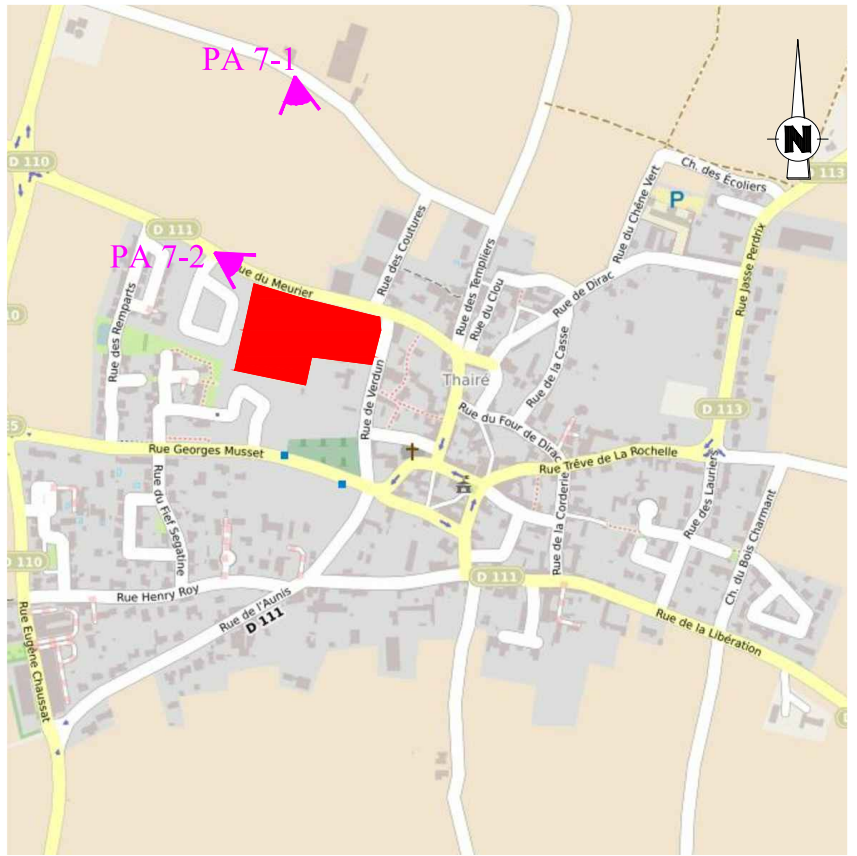 PA 7-1
N
D 110
D 113
Ch. des Écoliers
P
Rue du Chêne Vert
D 111
PA 7-2
Rue du Meurier
Rue des Coutures
Rue des Templiers
Rue du Clou
Rue de Dirac
Rue Jasse Perdrix
Rue des Remparts
10
Rue de la Casse
Thairé
Rue de Verdun
Rue du Four de Dirac
D 113
Rue Georges Musset
Rue Trêve de La Rochelle
Rue du Fief Segatine
Rue de la Corderie
Rue des Lauriers
Ch. du Bois Charmant
D 110
D 111
Rue Henry Roy
Rue de l'Aunis
D 111
Rue Eugène Chaussat
Rue de la Libération